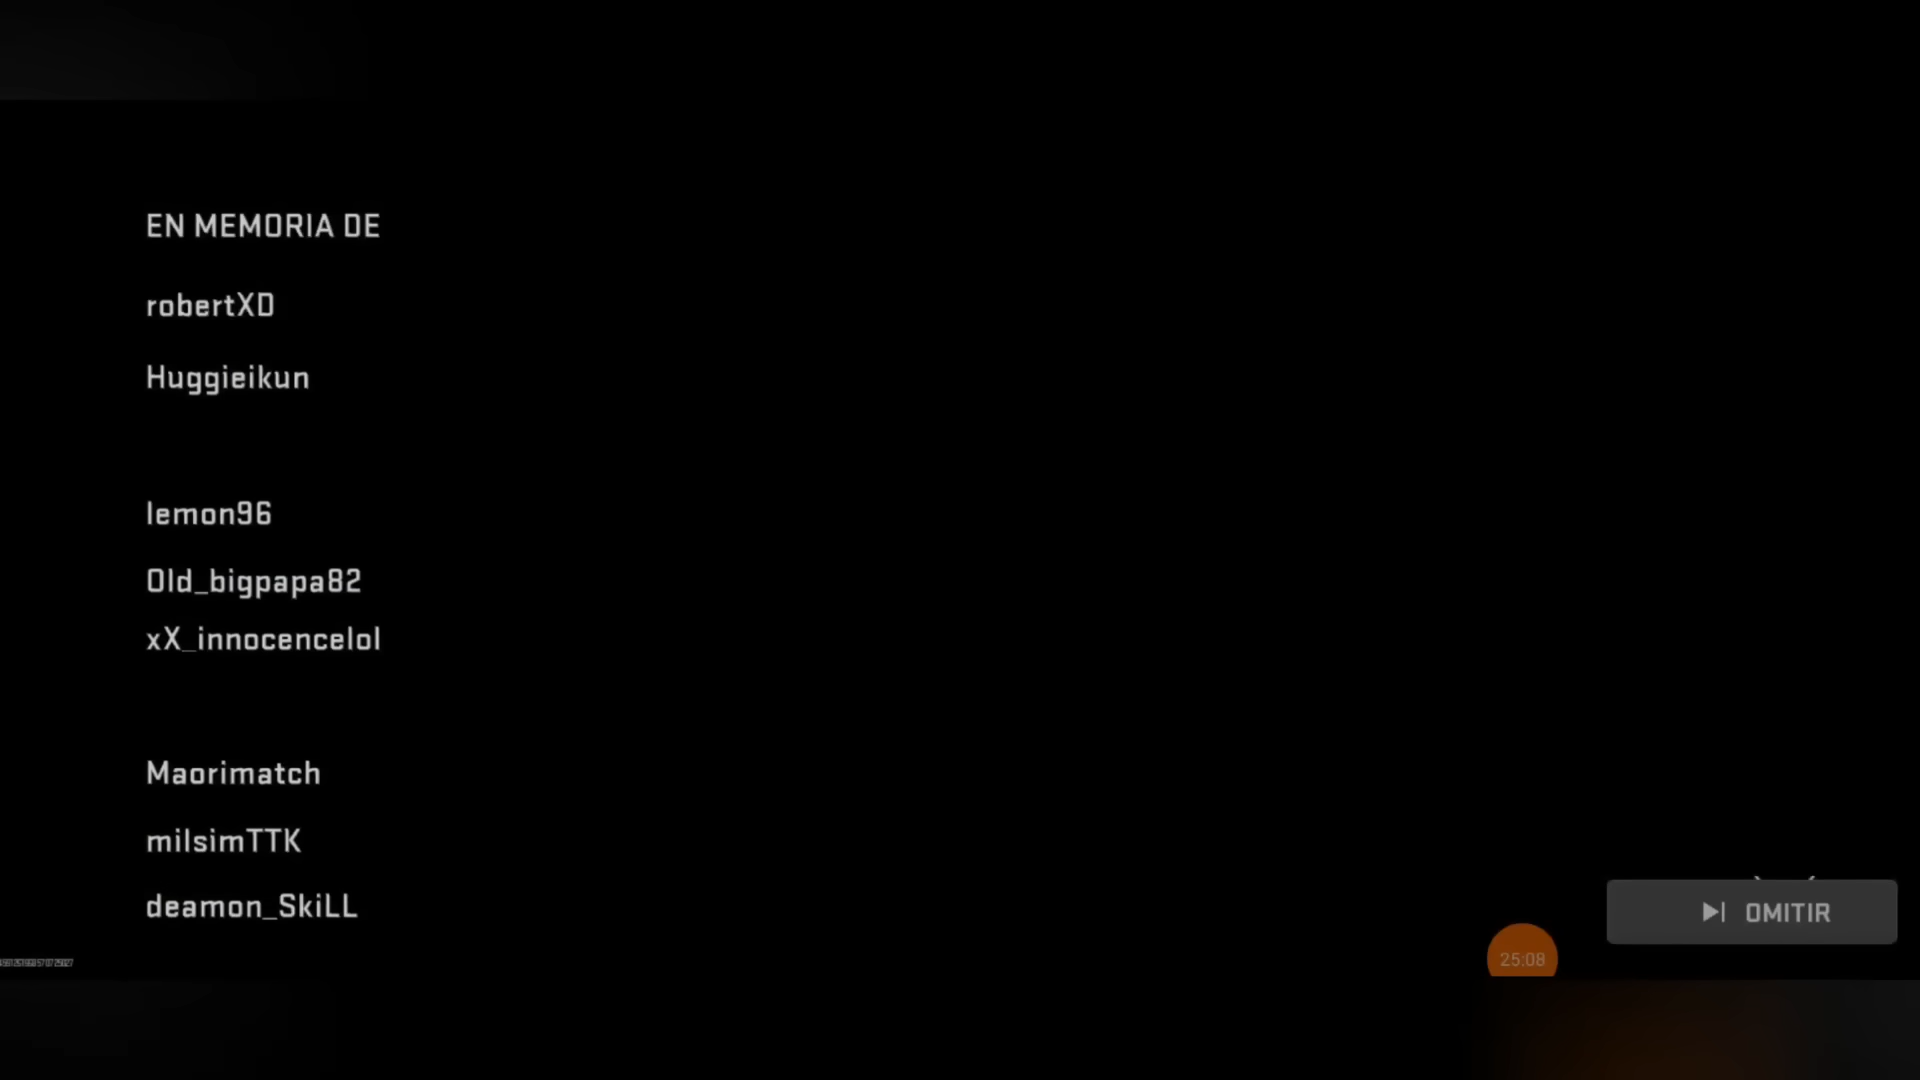 EN MEMORIA DE
robertXD
Huggieikun
lemon96
Old_bigpapa82
xX_innocencelol
Maorimatch
milsimTTK
deamon_SkiLL
OMITIR
25:08